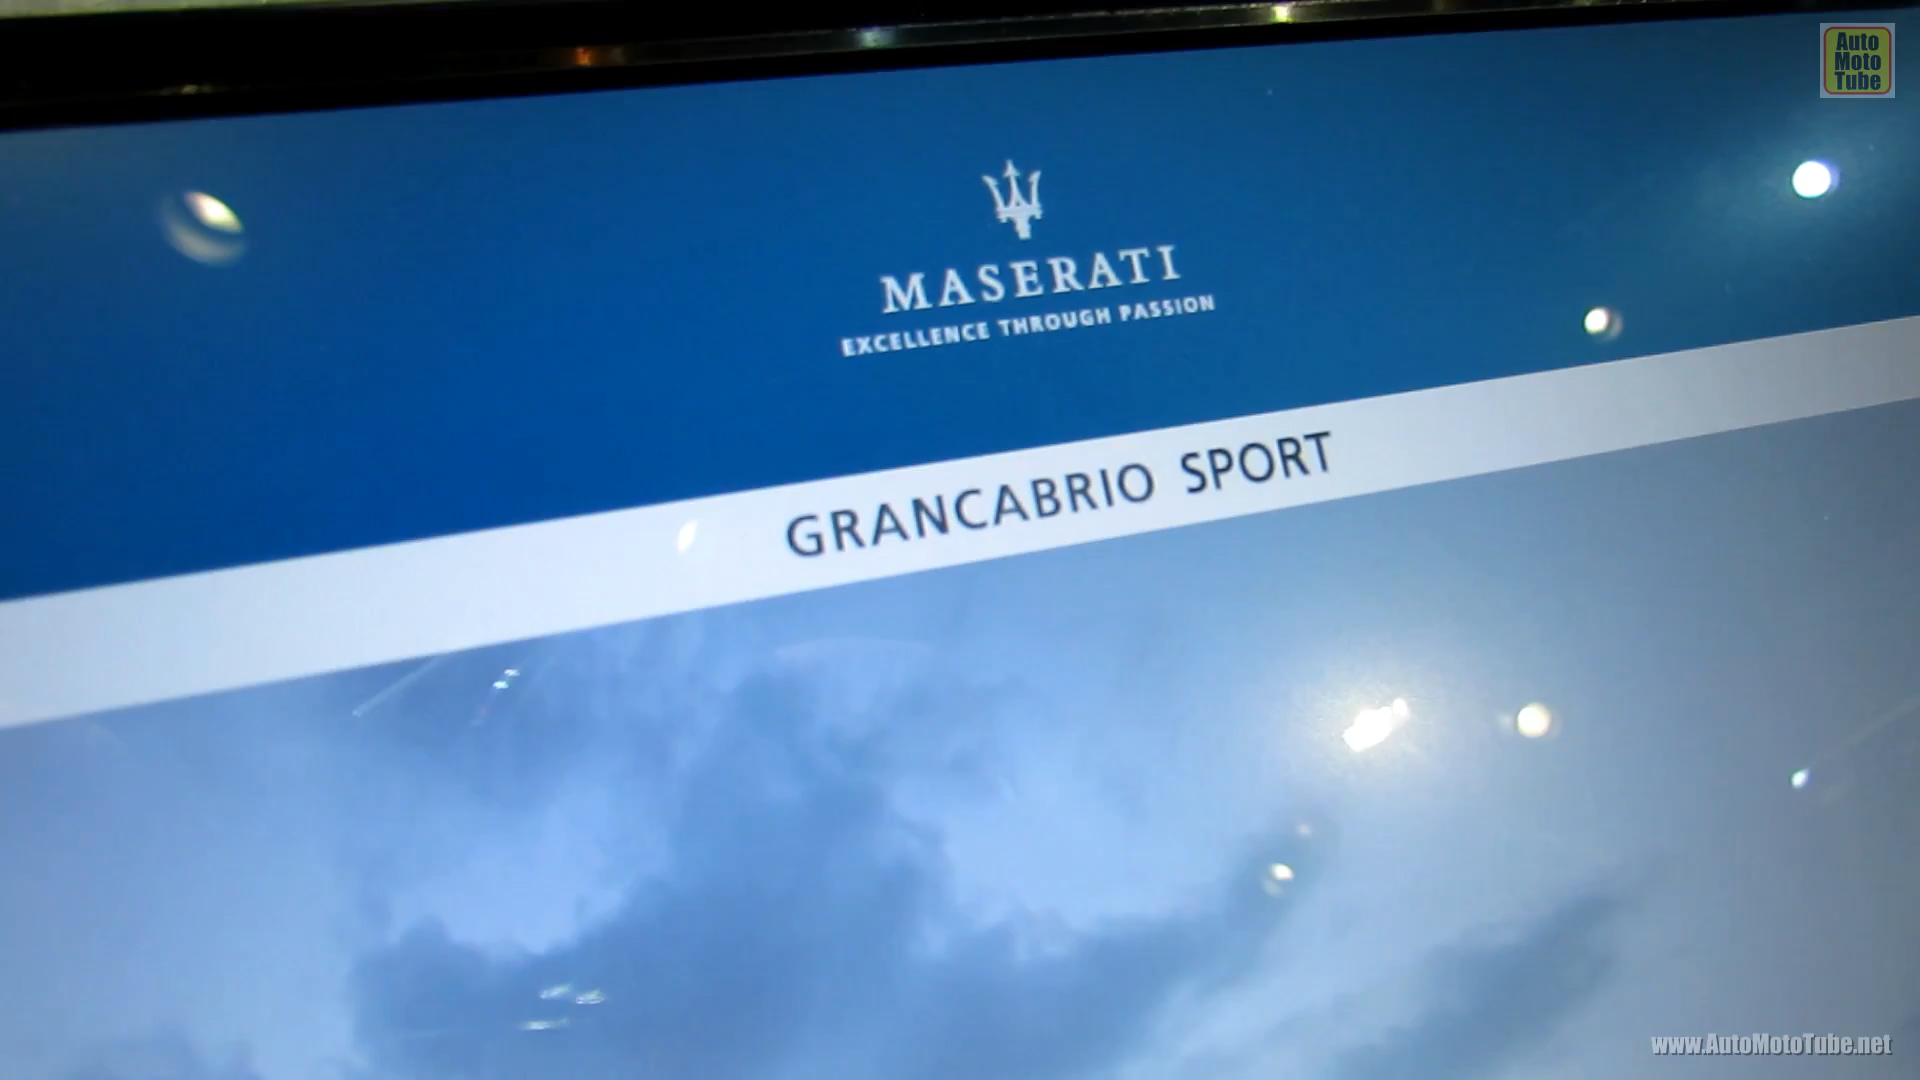 Auto
Moto
Tube
MASERATI
EXCELLENCE THROUGH PASSION
GRANCABRIO SPORT
www.AutoMotoTube.net